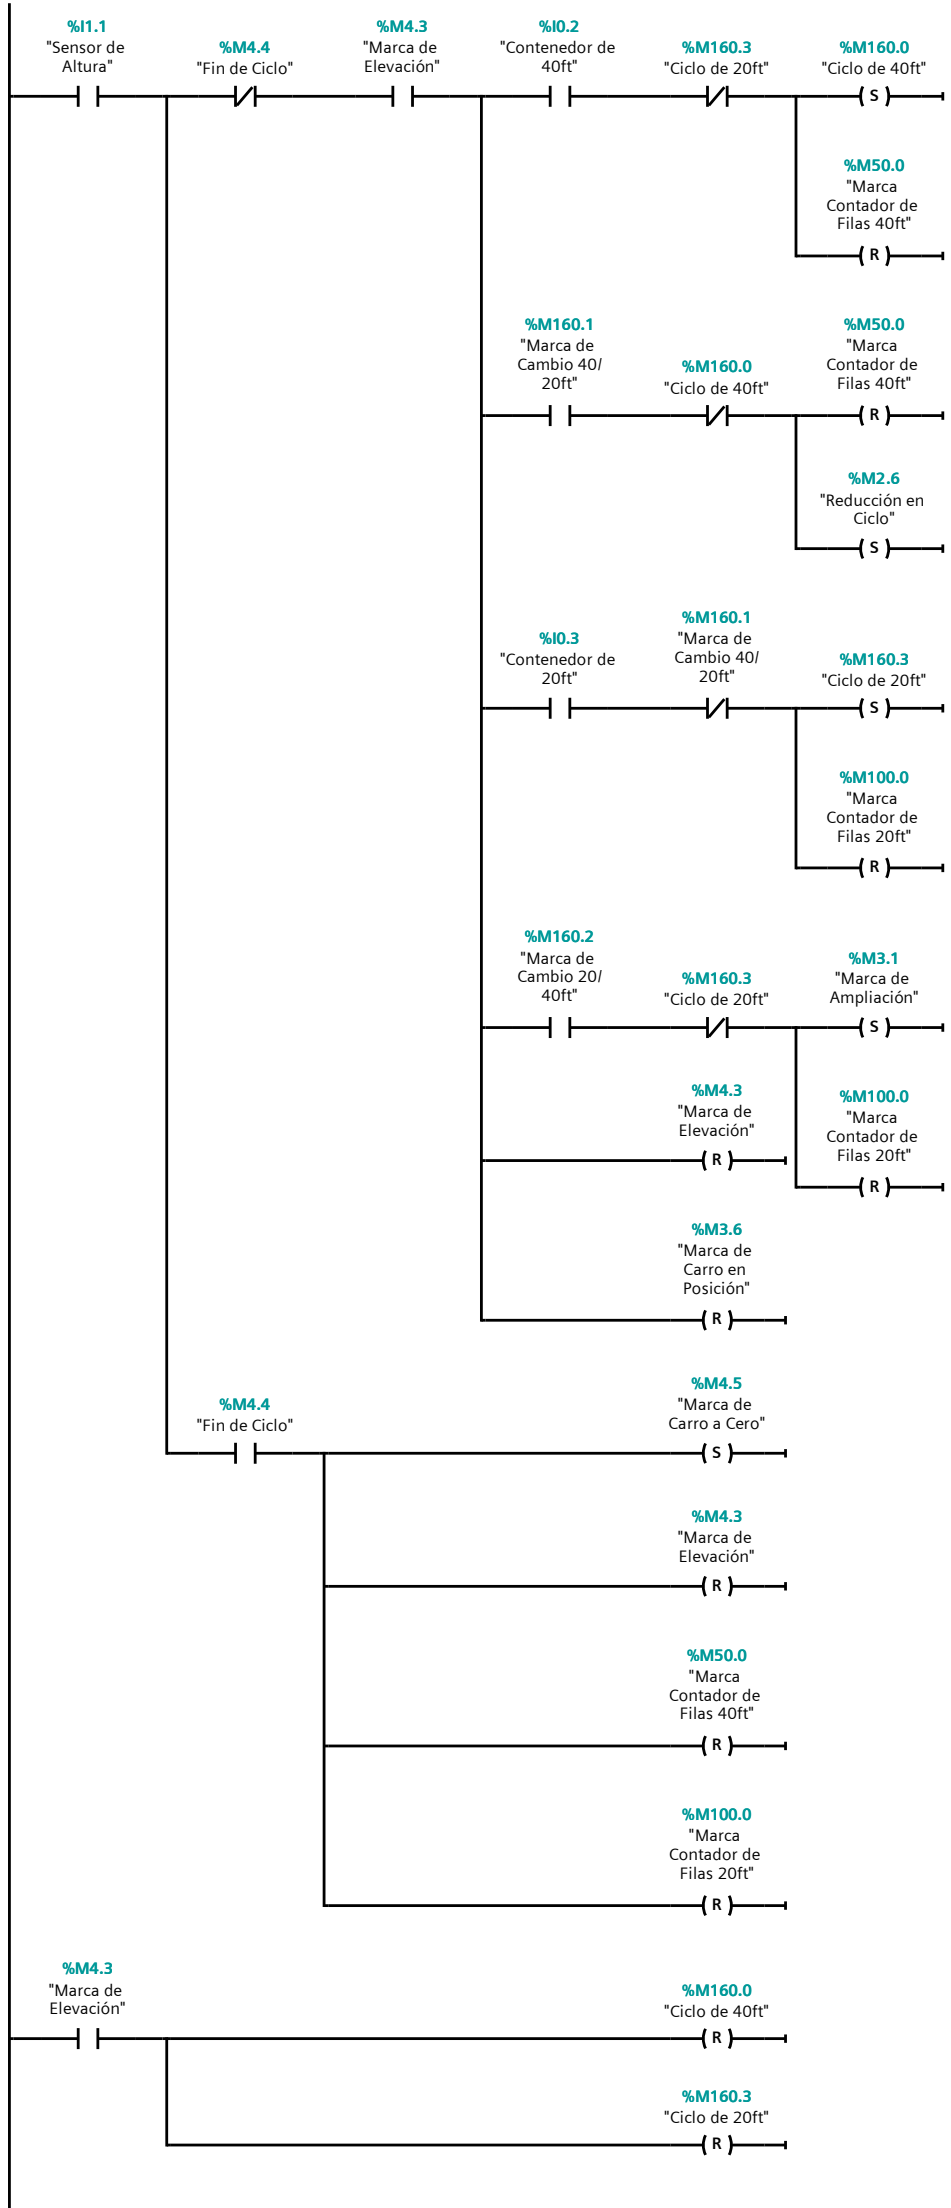 %I1.1
"Sensor de
Altura"
%M4.4
"Fin de Ciclo"
%M4.3
"Marca de
Elevación"
%I0.2
"Contenedor de
40ft"
%M160.3
"Ciclo de 20ft"
%M160.0
"Ciclo de 40ft"
S
%M50.0
"Marca
Contador de
Filas 40ft"
R
%M160.1
"Marca de
Cambio 40/
20ft"
%M160.0
"Ciclo de 40ft"
%M50.0
"Marca
Contador de
Filas 40ft"
R
%M2.6
"Reducción en
Ciclo"
S
%I0.3
"Contenedor de
20ft"
%M160.1
"Marca de
Cambio 40/
20ft"
%M160.3
"Ciclo de 20ft"
S
%M100.0
"Marca
Contador de
Filas 20ft"
R
%M160.2
"Marca de
Cambio 20/
40ft"
%M160.3
"Ciclo de 20ft"
%M3.1
"Marca de
Ampliación"
S
%M100.0
"Marca
Contador de
Filas 20ft"
R
%M4.3
"Marca de
Elevación"
R
%M3.6
"Marca de
Carro en
Posición"
R
%M4.4
"Fin de Ciclo"
%M4.5
"Marca de
Carro a Cero"
S
%M4.3
"Marca de
Elevación"
R
%M50.0
"Marca
Contador de
Filas 40ft"
R
%M100.0
"Marca
Contador de
Filas 20ft"
R
%M4.3
"Marca de
Elevación"
%M160.0
"Ciclo de 40ft"
R
%M160.3
"Ciclo de 20ft"
R